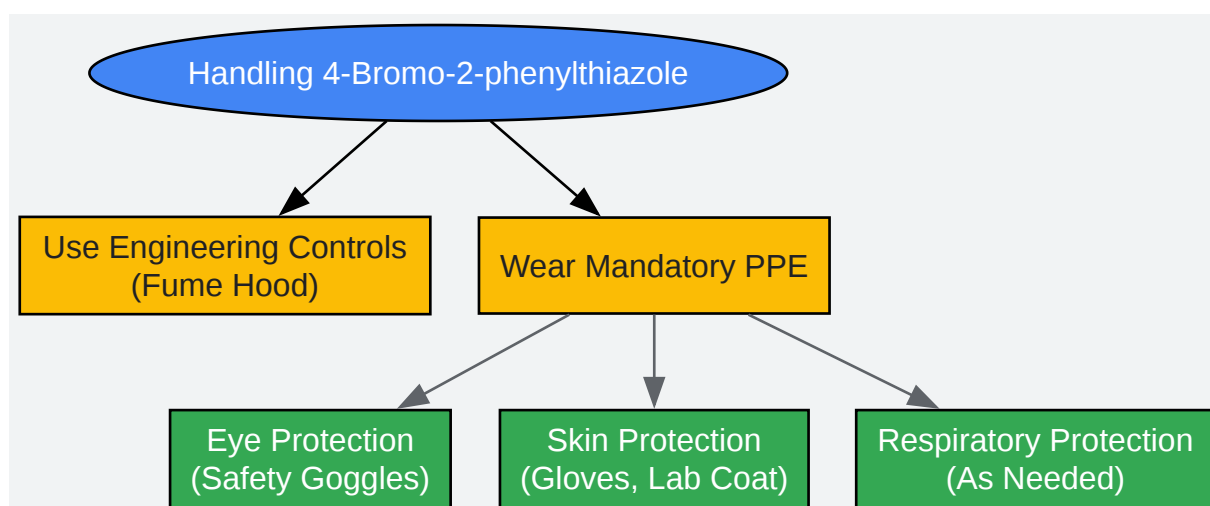 Handling 4-Bromo-2-phenylthiazole
Use Engineering Controls
(Fume Hood)
Wear Mandatory PPE
Eye Protection
(Safety Goggles)
Skin Protection
(Gloves, Lab Coat)
Respiratory Protection
(As Needed)